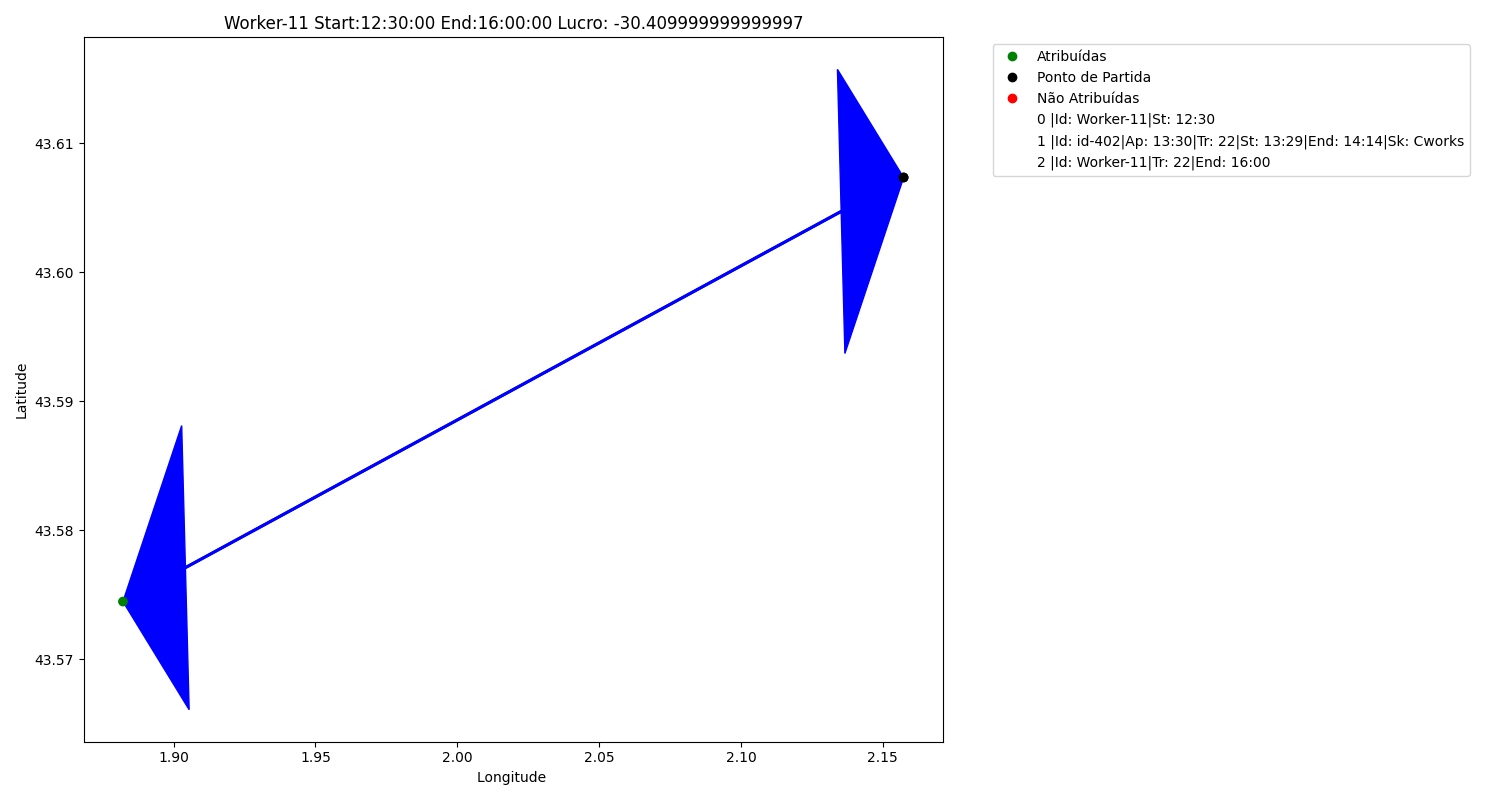 Worker-11 Start:12:30:00 End:16:00:00 Lucro: -30.409999999999997
Atribuídas
Ponto de Partida
Não Atribuídas
0 |Id: Worker-11|St: 12:30
1 |Id: id-402|Ap: 13:30|Tr: 22|St: 13:29|End: 14:14|Sk: Cworks
2 |Id: Worker-11|Tr: 22|End: 16:00
Latitude
43.61
43.60
43.59
43.58
43.57
1.90
1.95
2.00
2.05
2.10
2.15
Longitude